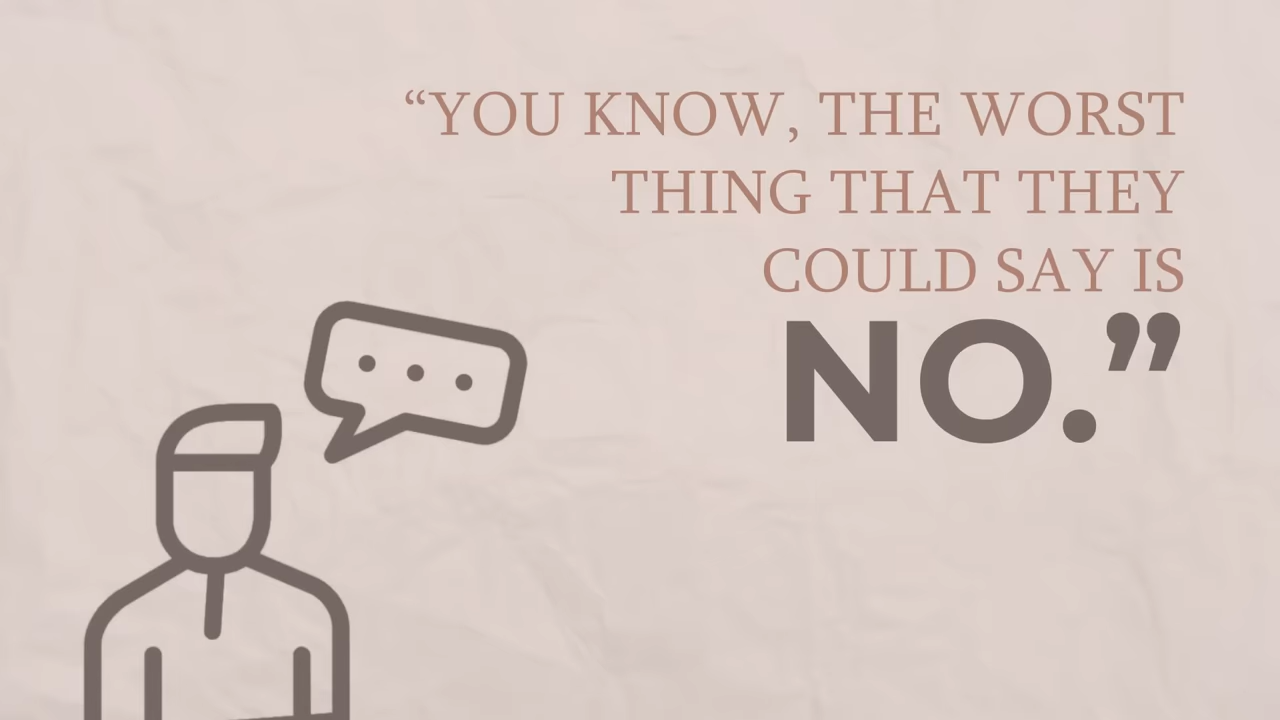 “YOU KNOW, THE WORST
THING THAT THEY
COULD SAY IS
NO.”